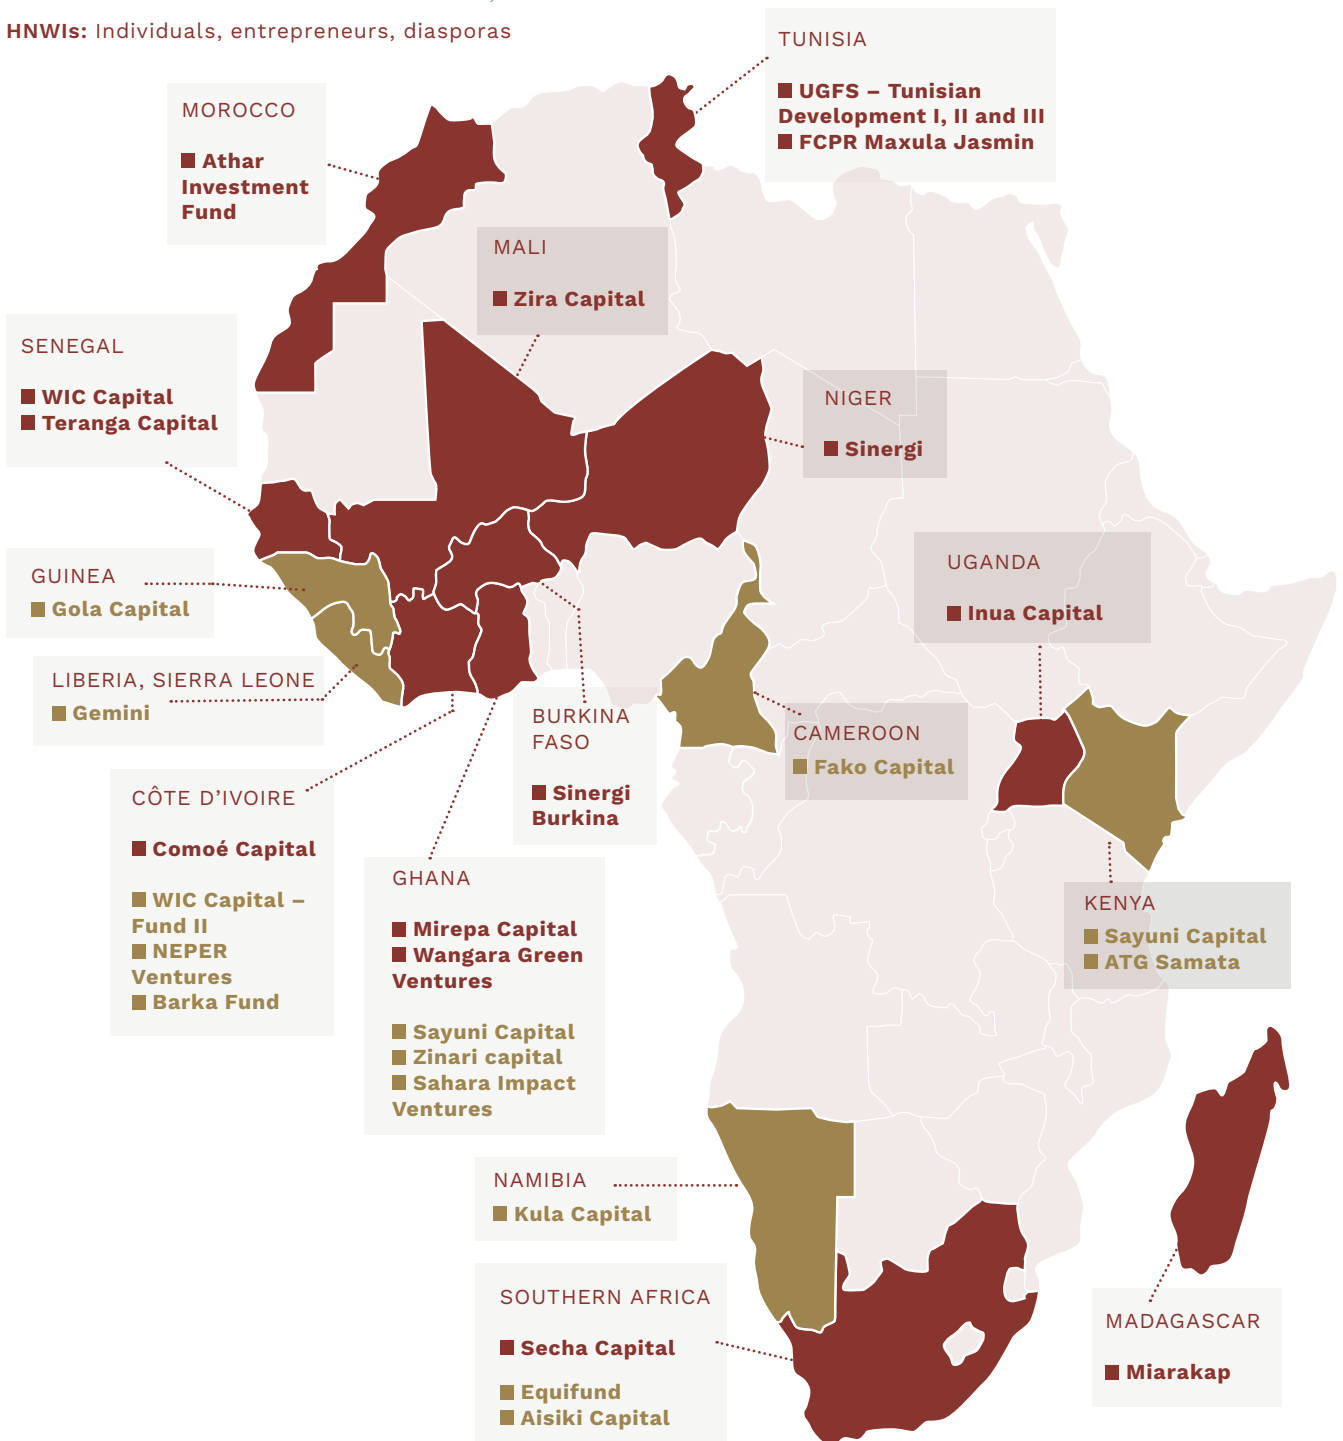 HNWIs: Individuals, entrepreneurs, diasporas
TUNISIA
UGFS – Tunisian
Development I, II and III
FCPR Maxula Jasmin
MOROCCO
Athar
Investment
Fund
MALI
Zira Capital
SENEGAL
WIC Capital
Teranga Capital
NIGER
Sinergi
GUINEA
Gola Capital
UGANDA
Inua Capital
LIBERIA, SIERRA LEONE
Gemini
BURKINA
FASO
Sinergi
Burkina
CAMEROON
Fako Capital
CÔTE D’IVOIRE
Comoé Capital
WIC Capital –
Fund II
NEPER
Ventures
Barka Fund
GHANA
Mirepa Capital
Wangara Green
Ventures
Sayuni Capital
Zinari capital
Sahara Impact
Ventures
KENYA
Sayuni Capital
ATG Samata
NAMIBIA
Kula Capital
SOUTHERN AFRICA
Secha Capital
Equifund
Aisiki Capital
MADAGASCAR
Miarakap